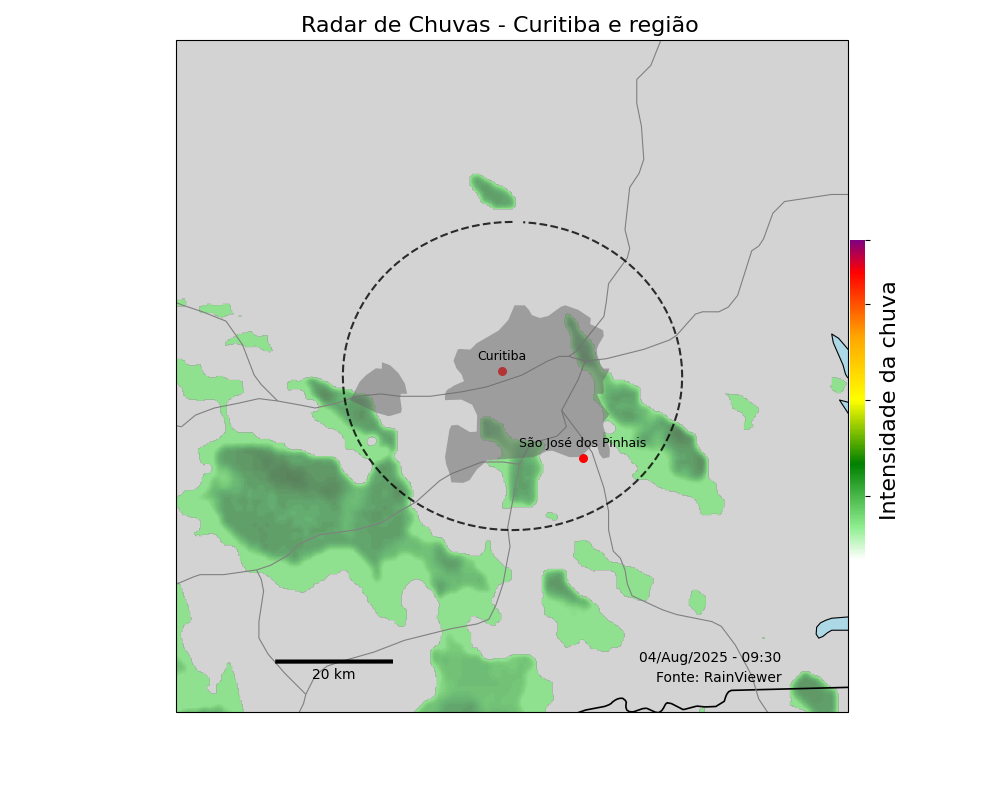 Radar de Chuvas - Curitiba e região
Curitiba
São José dos Pinhais
Intensidade da chuva
04/Aug/2025 - 09:30
20 km
Fonte: RainViewer